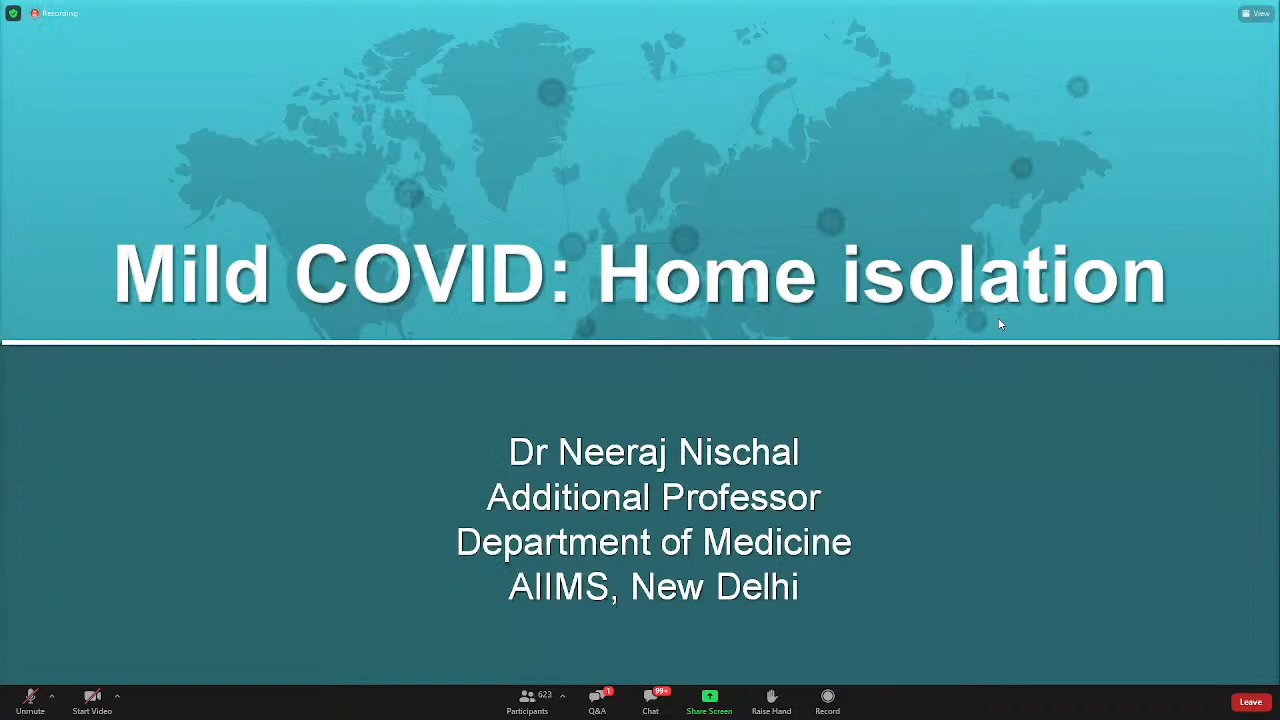 Recording
View
Mild COVID: Home isolation
Dr Neeraj Nischal
Additional Professor
Department of Medicine
AIIMS, New Delhi
623
1
99+
Unmute
Start Video
Participants
Q&A
Chat
Share Screen
Raise Hand
Record
Leave